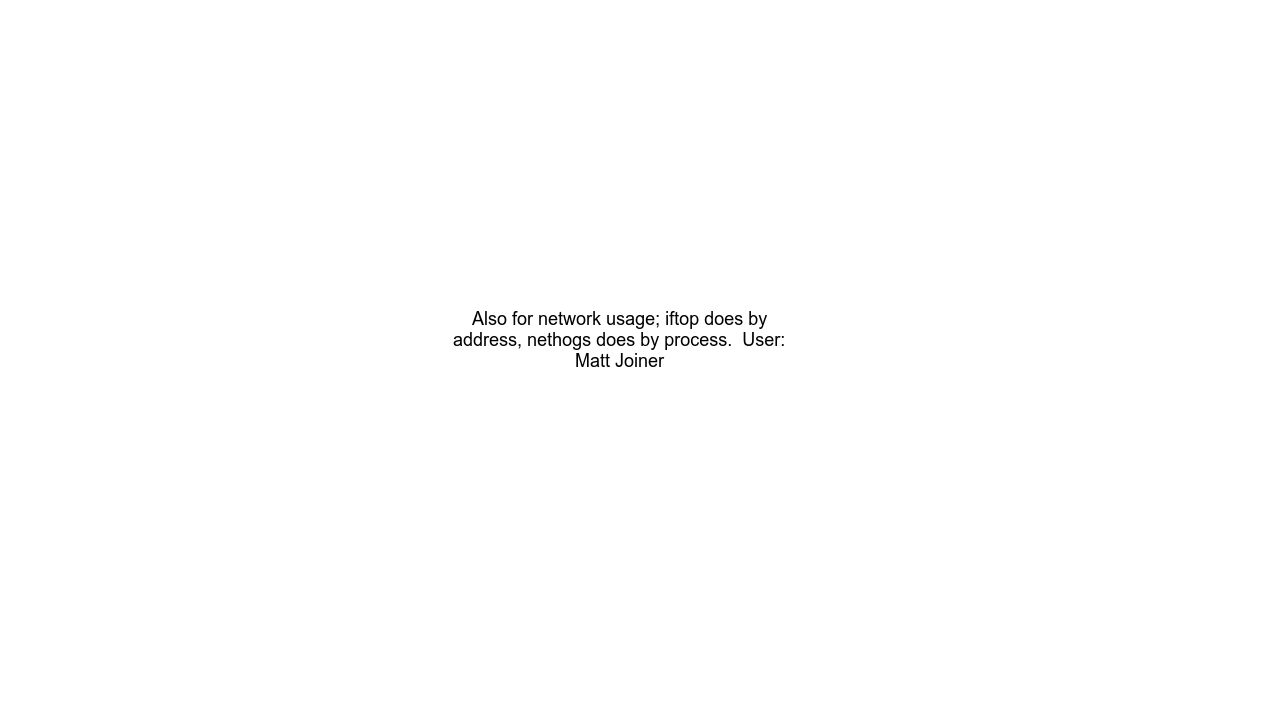 Also for network usage; iftop does by
address, nethogs does by process.  User:
Matt Joiner